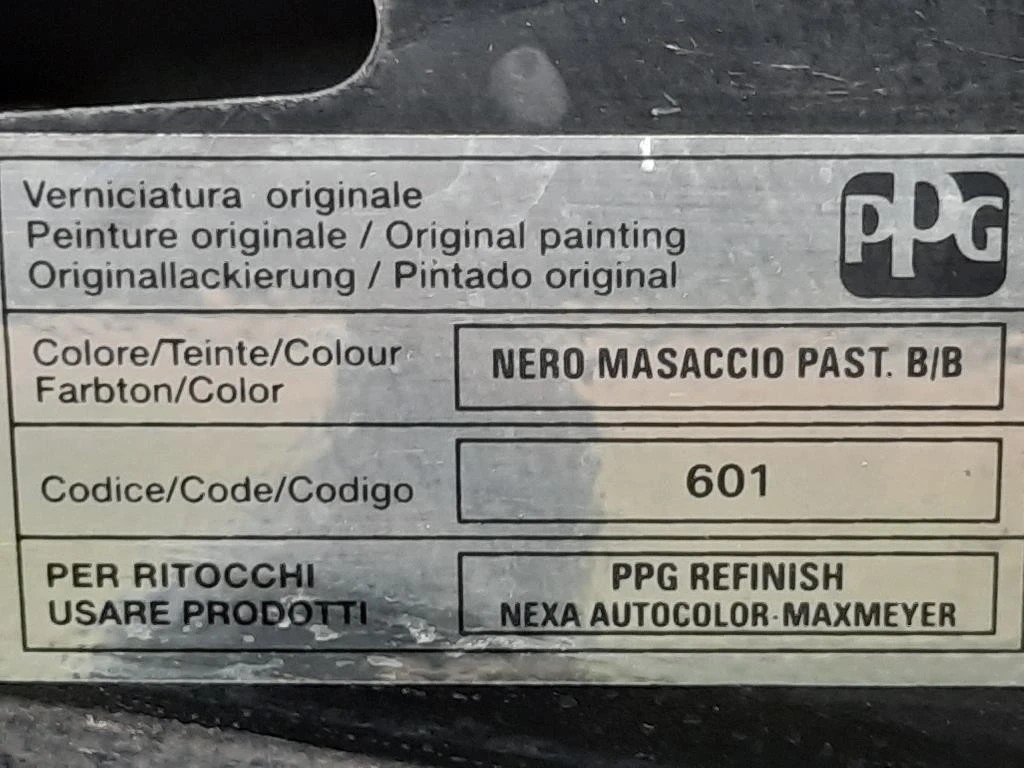 Verniciatura originale
Peinture originale / Original painting
Originallackierung / Pintado original
PPG
Colore/Teinte/Colour
Farbton/Color
NERO MASACCIO PAST. B/B
Codice/Code/Codigo
601
PER RITOCCHI
USARE PRODOTTI
PPG REFINISH
NEXA AUTOCOLOR-MAXMEYER